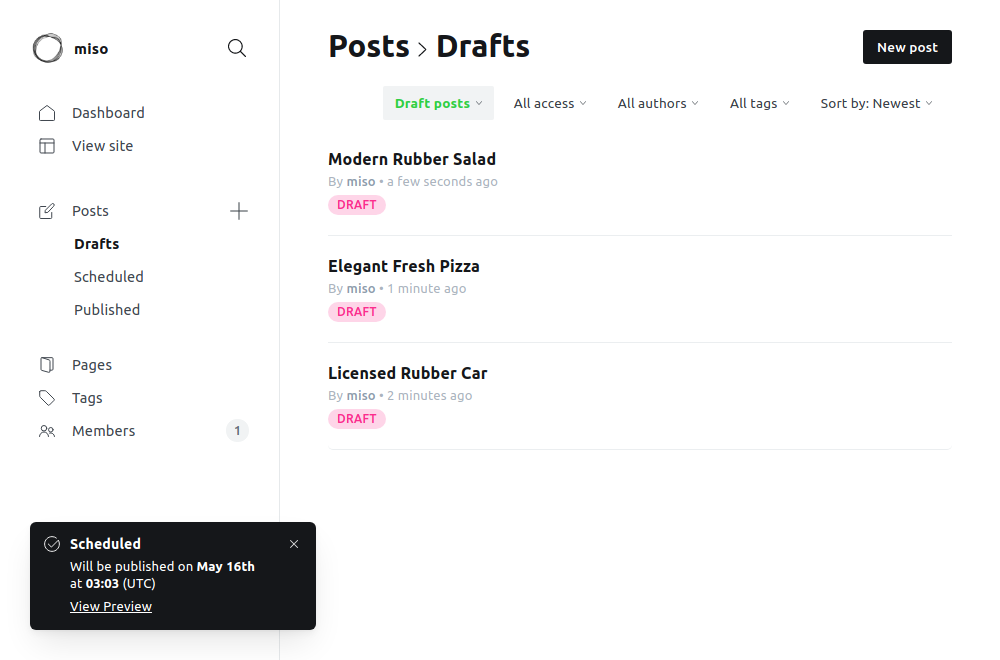 miso
Dashboard
View site
Posts
Drafts
Scheduled
Published
Pages
Tags
Members 1
Posts > Drafts
New post
Draft posts All access All authors All tags Sort by: Newest
Modern Rubber Salad
By miso • a few seconds ago
DRAFT
Elegant Fresh Pizza
By miso • 1 minute ago
DRAFT
Licensed Rubber Car
By miso • 2 minutes ago
DRAFT
Scheduled
Will be published on May 16th
at 03:03 (UTC)
View Preview